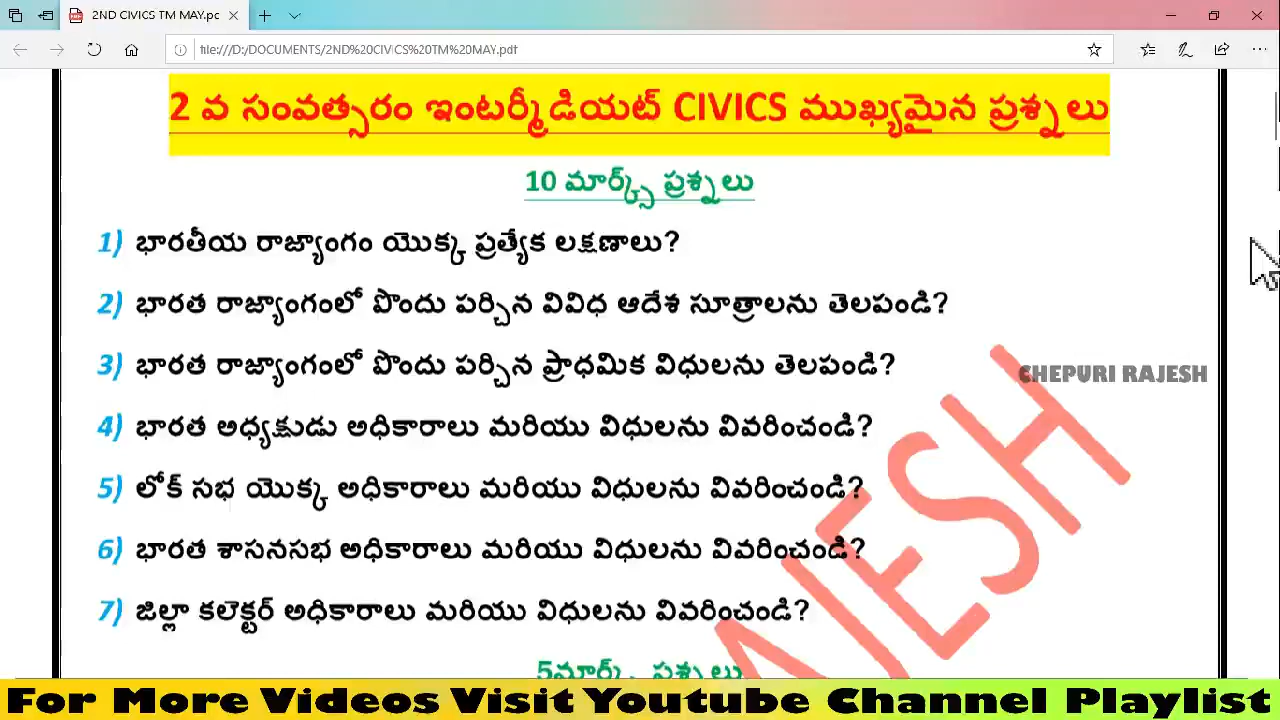 2ND CIVICS TM MAY.pc
file:///D:/DOCUMENTS/2ND%20CIVICS%20TM%20MAY.pdf
2 వ సంవత్సరం ఇంటర్మీడియట్ CIVICS ముఖ్యమైన ప్రశ్నలు
10 మార్క్స్ ప్రశ్నలు
1) భారతీయ రాజ్యాంగం యొక్క ప్రత్యేక లక్షణాలు?
2) భారత రాజ్యాంగంలో పొందు పర్చిన వివిధ ఆదేశ సూత్రాలను తెలపండి?
3) భారత రాజ్యాంగంలో పొందు పర్చిన ప్రాధమిక విధులను తెలపండి?
CHEPURI RAJESH
4) భారత అధ్యక్షుడు అధికారాలు మరియు విధులను వివరించండి?
5) లోక్ సభ యొక్క అధికారాలు మరియు విధులను వివరించండి?
6) భారత శాసనసభ అధికారాలు మరియు విధులను వివరించండి?
7) జిల్లా కలెక్టర్ అధికారాలు మరియు విధులను వివరించండి?
5మార్క్ ప్రశ్నలు
For More Videos Visit Youtube Channel Playlist